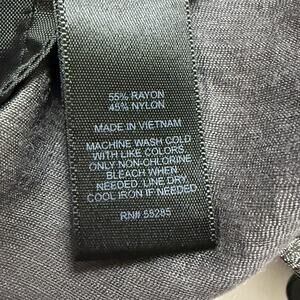 55% RAYON
45% NYLON
MADE IN VIETNAM
MACHINE WASH COLD
WITH LIKE COLORS
ONLY NON-CHLORINE
BLEACH WHEN
NEEDED, LINE DRY
COOL IRON IF NEEDED
RN# 55285